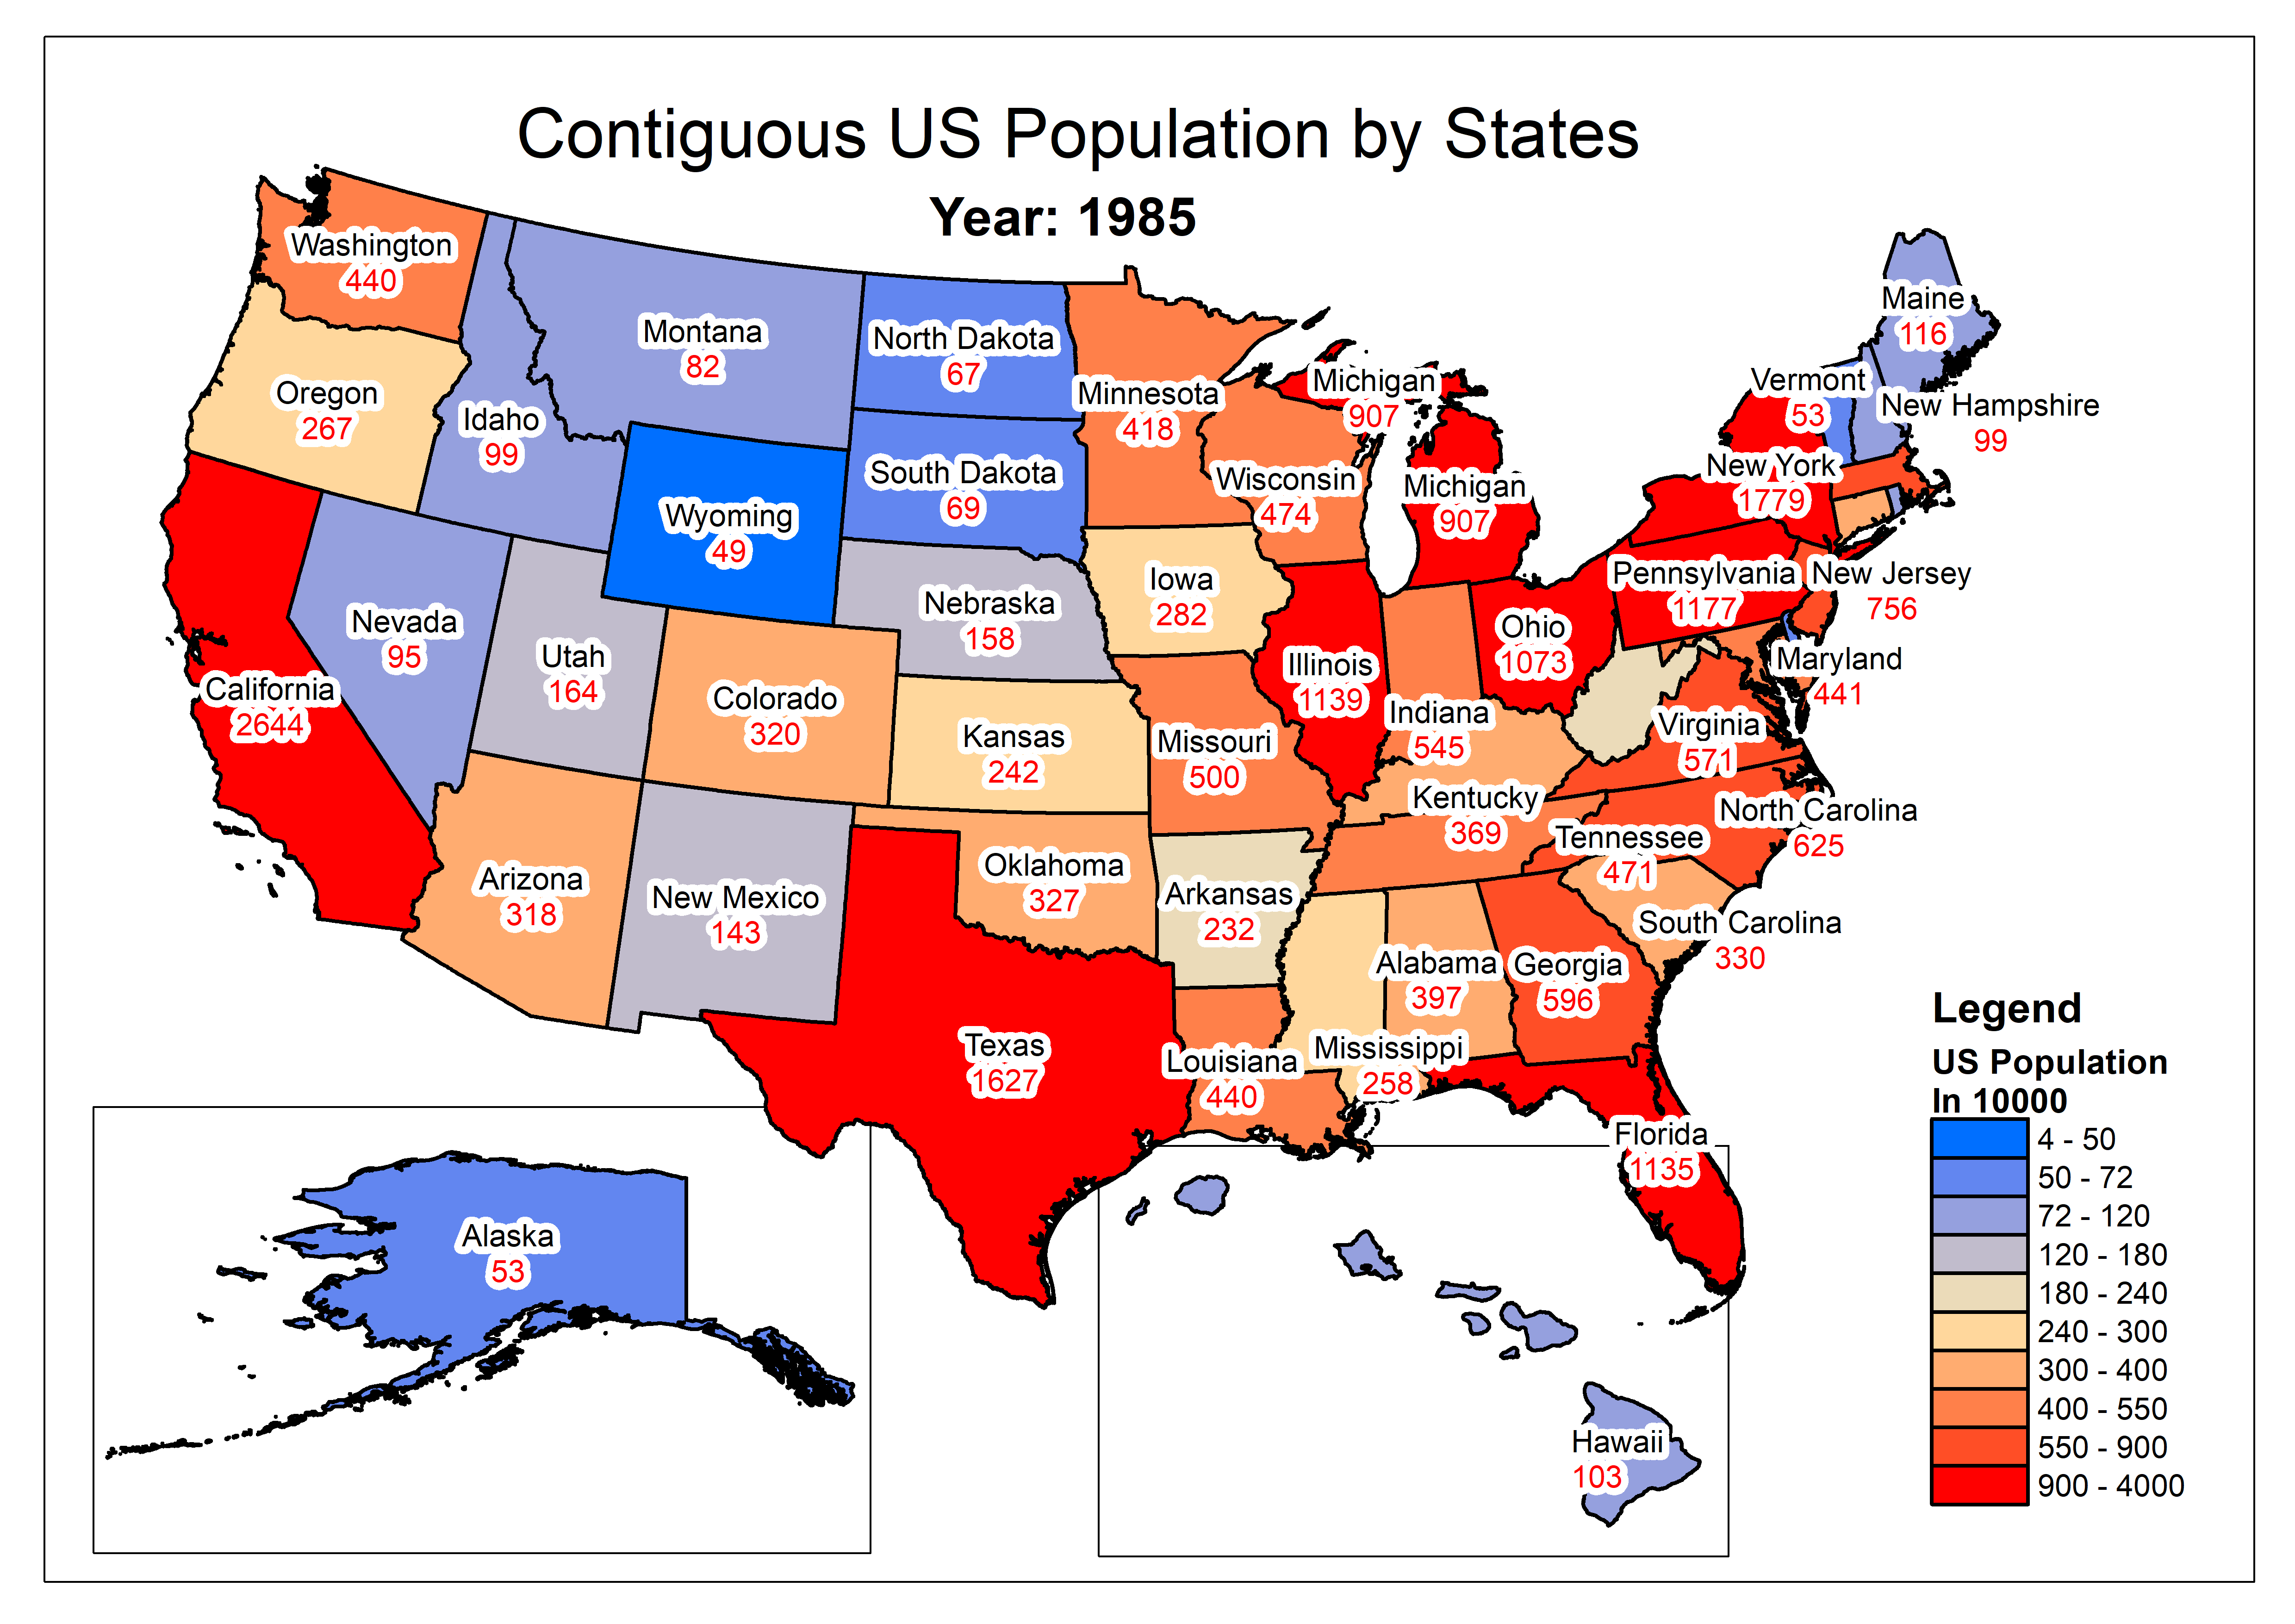 Contiguous US Population by States
Year: 1985
Washington
440
Oregon
267
California
2644
Idaho
99
Nevada
95
Montana
82
Wyoming
49
Utah
164
Colorado
320
Arizona
318
New Mexico
143
North Dakota
67
South Dakota
69
Nebraska
158
Kansas
242
Oklahoma
327
Texas
1627
Minnesota
418
Iowa
282
Missouri
500
Arkansas
232
Louisiana
440
Wisconsin
474
Michigan
907
Michigan
907
Illinois
1139
Indiana
545
Ohio
1073
Kentucky
369
Tennessee
471
Mississippi
258
Alabama
397
Georgia
596
Florida
1135
South Carolina
330
North Carolina
625
Virginia
571
Maryland
441
Pennsylvania
1177
New Jersey
756
New York
1779
Vermont
53
New Hampshire
99
Maine
116
Alaska
53
Hawaii
103
Legend
US Population
In 10000
4 - 50
50 - 72
72 - 120
120 - 180
180 - 240
240 - 300
300 - 400
400 - 550
550 - 900
900 - 4000